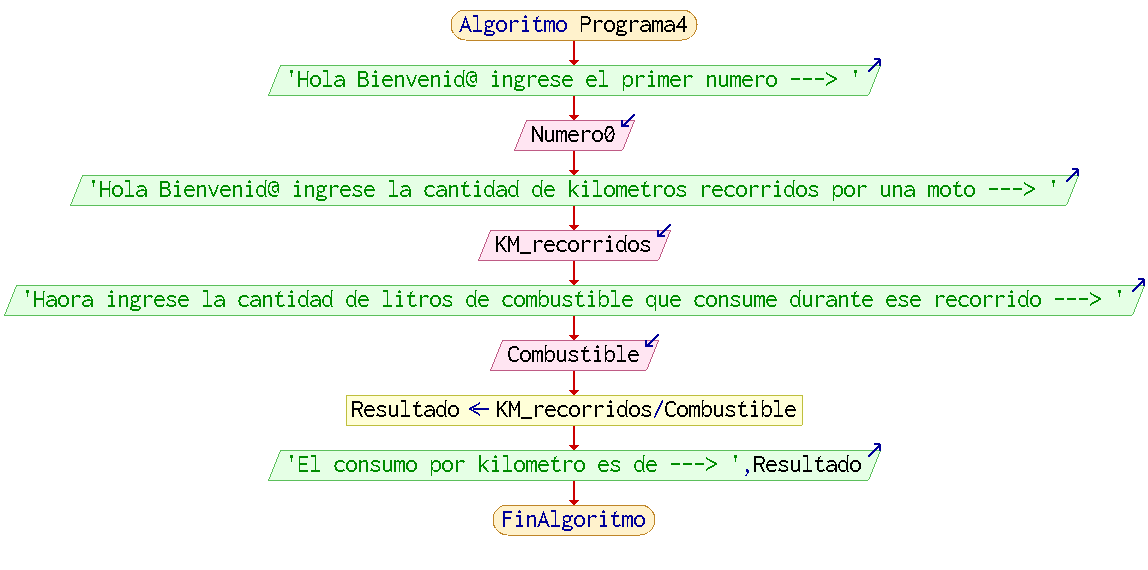 Algoritmo Programa4
'Hola Bienvenid@ ingrese el primer numero ---> '
Numero0
'Hola Bienvenid@ ingrese la cantidad de kilometros recorridos por una moto ---> '
KM_recorridos
'Haora ingrese la cantidad de litros de combustible que consume durante ese recorrido ---> '
Combustible
Resultado <- KM_recorridos/Combustible
'El consumo por kilometro es de ---> ',Resultado
FinAlgoritmo